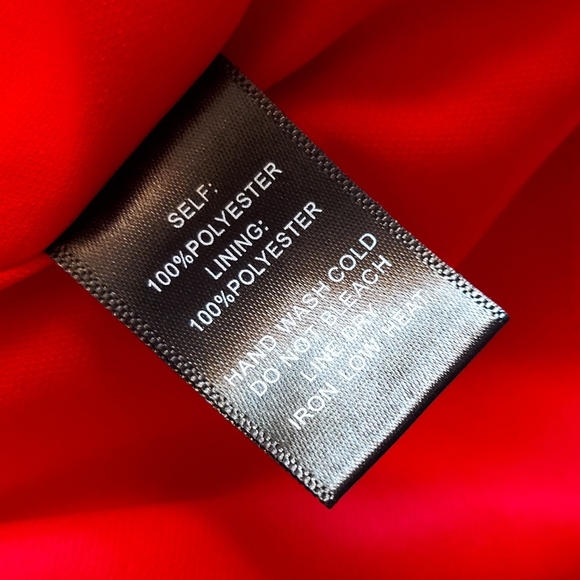 SELF:
100%POLYESTER
LINING:
100%POLYESTER
HAND WASH COLD
DO NOT BLEACH
LINE DRY
IRON LOW HEAT